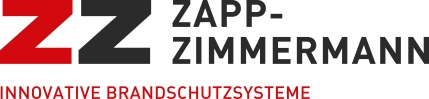 ZZ ZAPP-
ZIMMERMANN
INNOVATIVE BRANDSCHUTZSYSTEME